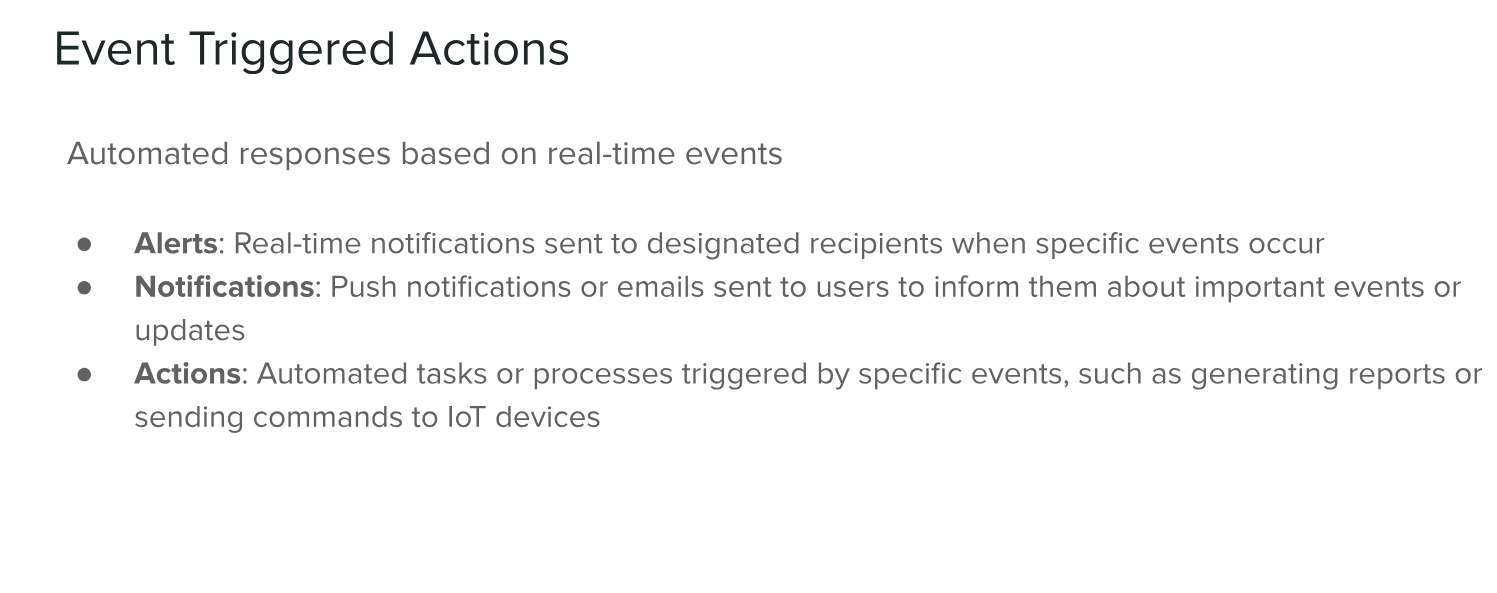 Event Triggered Actions
Automated responses based on real-time events
● Alerts: Real-time notifications sent to designated recipients when specific events occur
● Notifications: Push notifications or emails sent to users to inform them about important events or
updates
● Actions: Automated tasks or processes triggered by specific events, such as generating reports or
sending commands to IoT devices